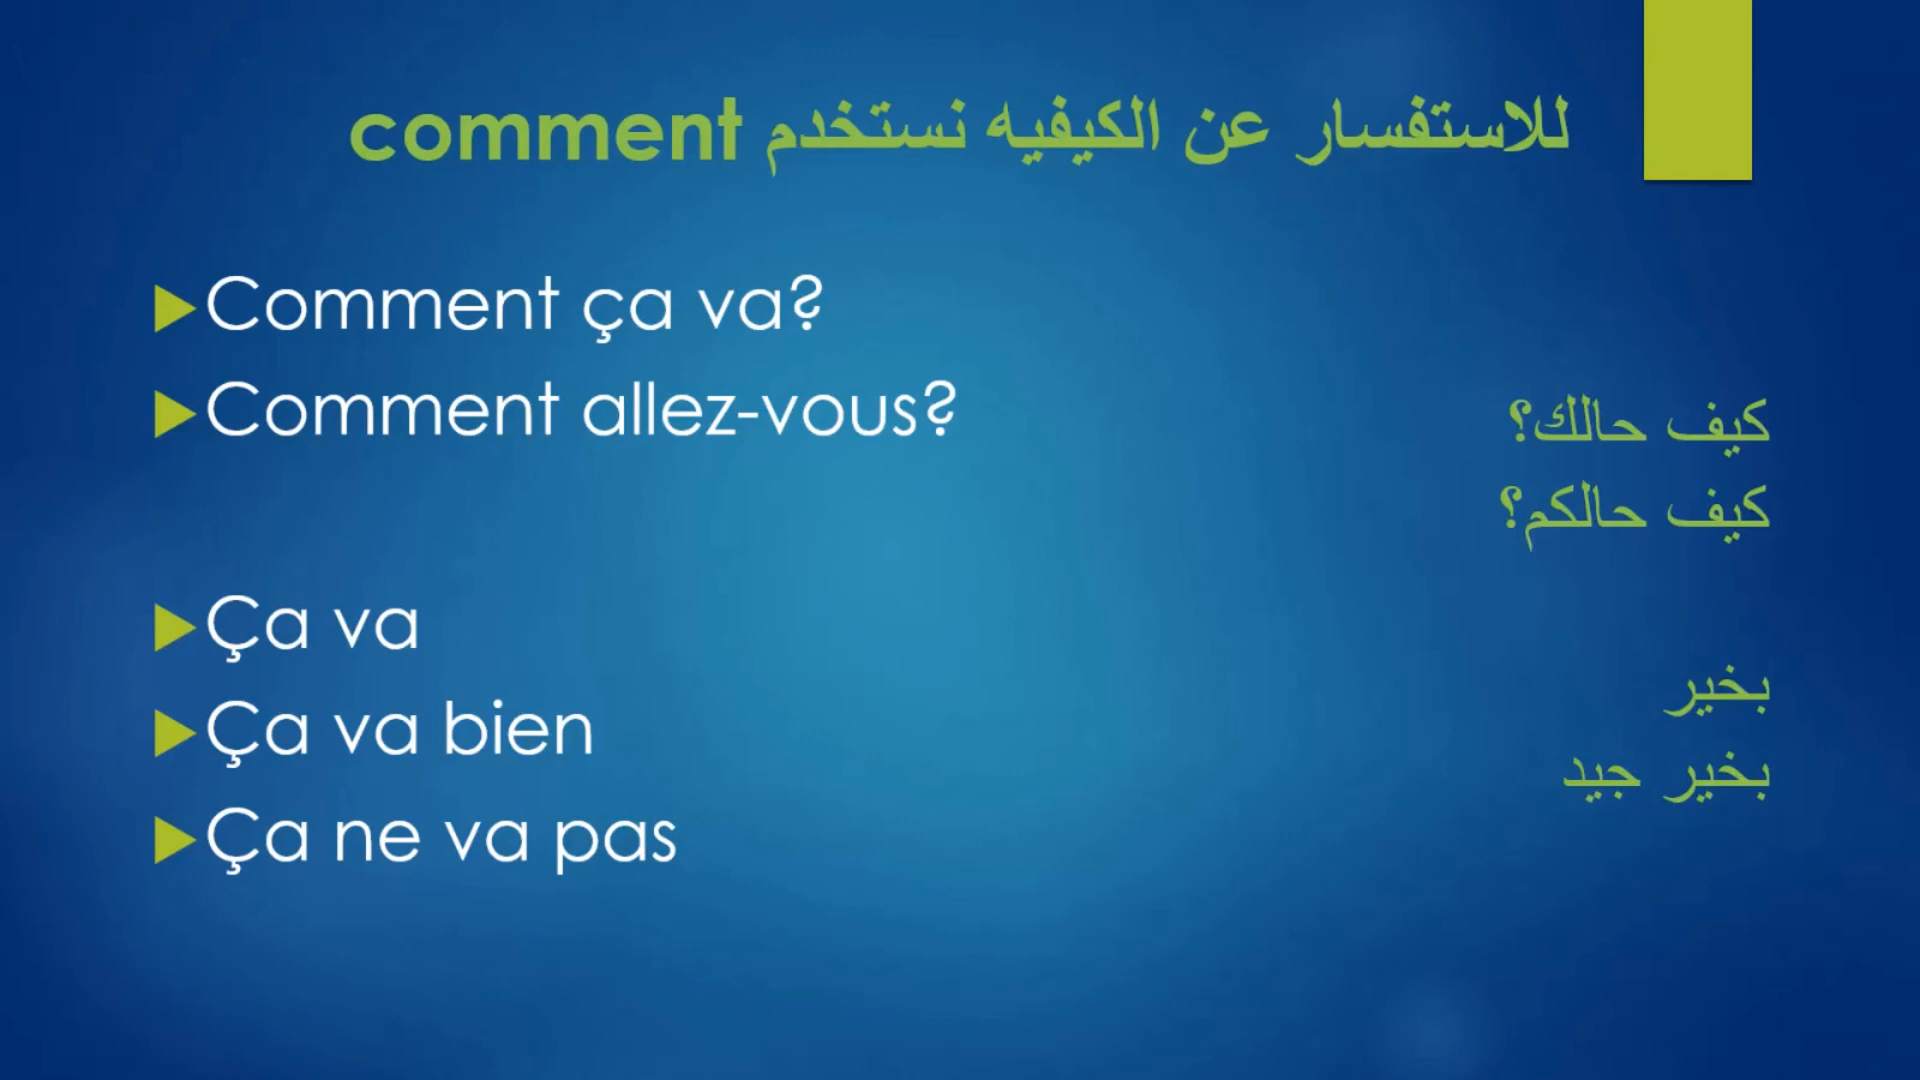 للاستفسار عن الكيفيه نستخدم comment
Comment ça va?
Comment allez-vous?
كيف حالك؟
كيف حالكم؟
Ça va
Ça va bien
Ça ne va pas
بخير
بخير جيد